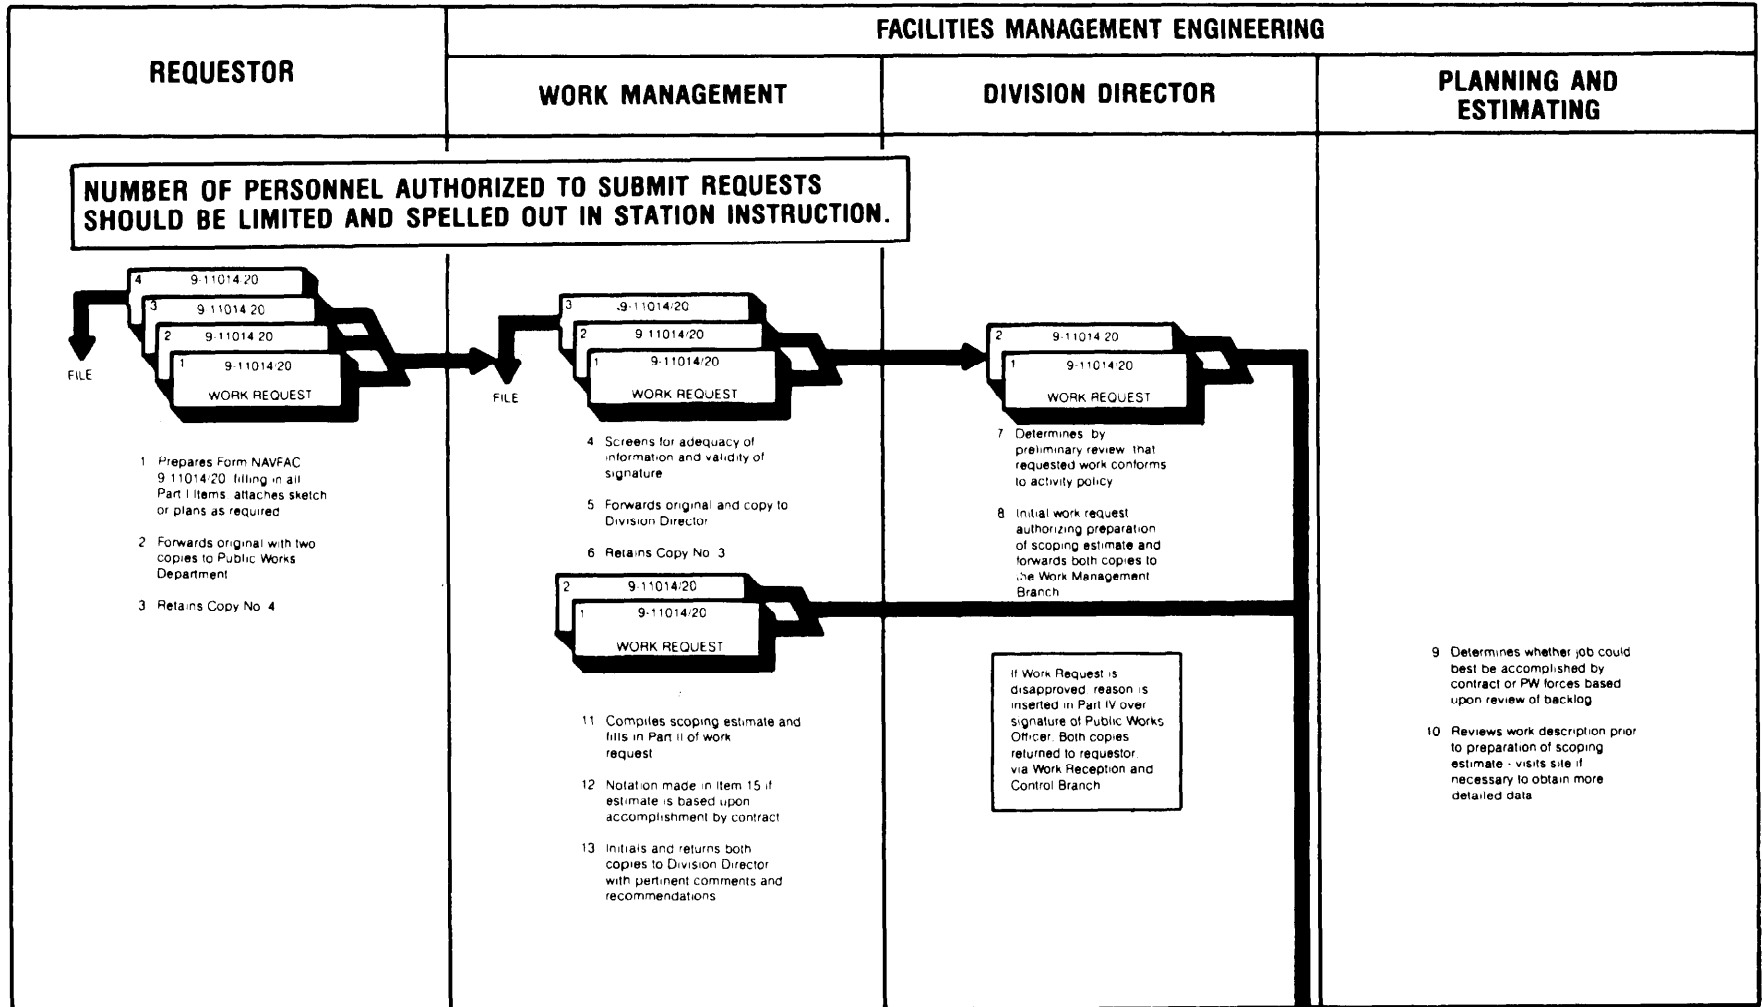 FACILITIES MANAGEMENT ENGINEERING
REQUESTOR
WORK MANAGEMENT
DIVISION DIRECTOR
PLANNING AND
ESTIMATING
NUMBER OF PERSONNEL AUTHORIZED TO SUBMIT REQUESTS
SHOULD BE LIMITED AND SPELLED OUT IN STATION INSTRUCTION.
4 9-11014/20
3 9-11014 20
2 9-11014 20
1 9-11014/20
WORK REQUEST
FILE
1 Prepares Form NAVFAC
9 11014/20 filling in all
Part I Items attaches sketch
or plans as required
2 Forwards original with two
copies to Public Works
Department
3 Retains Copy No 4
3 9-11014/20
2 9 11014/20
1 9-11014/20
WORK REQUEST
FILE
4 Screens for adequacy of
information and validity of
signature
5 Forwards original and copy to
Division Director
6 Retains Copy No 3
2 9-11014/20
1 9-11014/20
WORK REQUEST
11 Compiles scoping estimate and
fills in Part II of work
request
12 Notation made in Item 15 if
estimate is based upon
accomplishment by contract
13 Initials and returns both
copies to Division Director
with pertinent comments and
recommendations
2 9-11014 20
1 9-11014/20
WORK REQUEST
7 Determines by
preliminary review that
requested work conforms
to activity policy
8 Initial work request
authorizing preparation
of scoping estimate and
forwards both copies to
the Work Management
Branch
If Work Request is
disapproved, reason is
inserted in Part IV over
signature of Public Works
Officer. Both copies
returned to requestor,
via Work Reception and
Control Branch
9 Determines whether job could
best be accomplished by
contract or PW forces based
upon review of backlog
10 Reviews work description prior
to preparation of scoping
estimate - visits site if
necessary to obtain more
detailed data